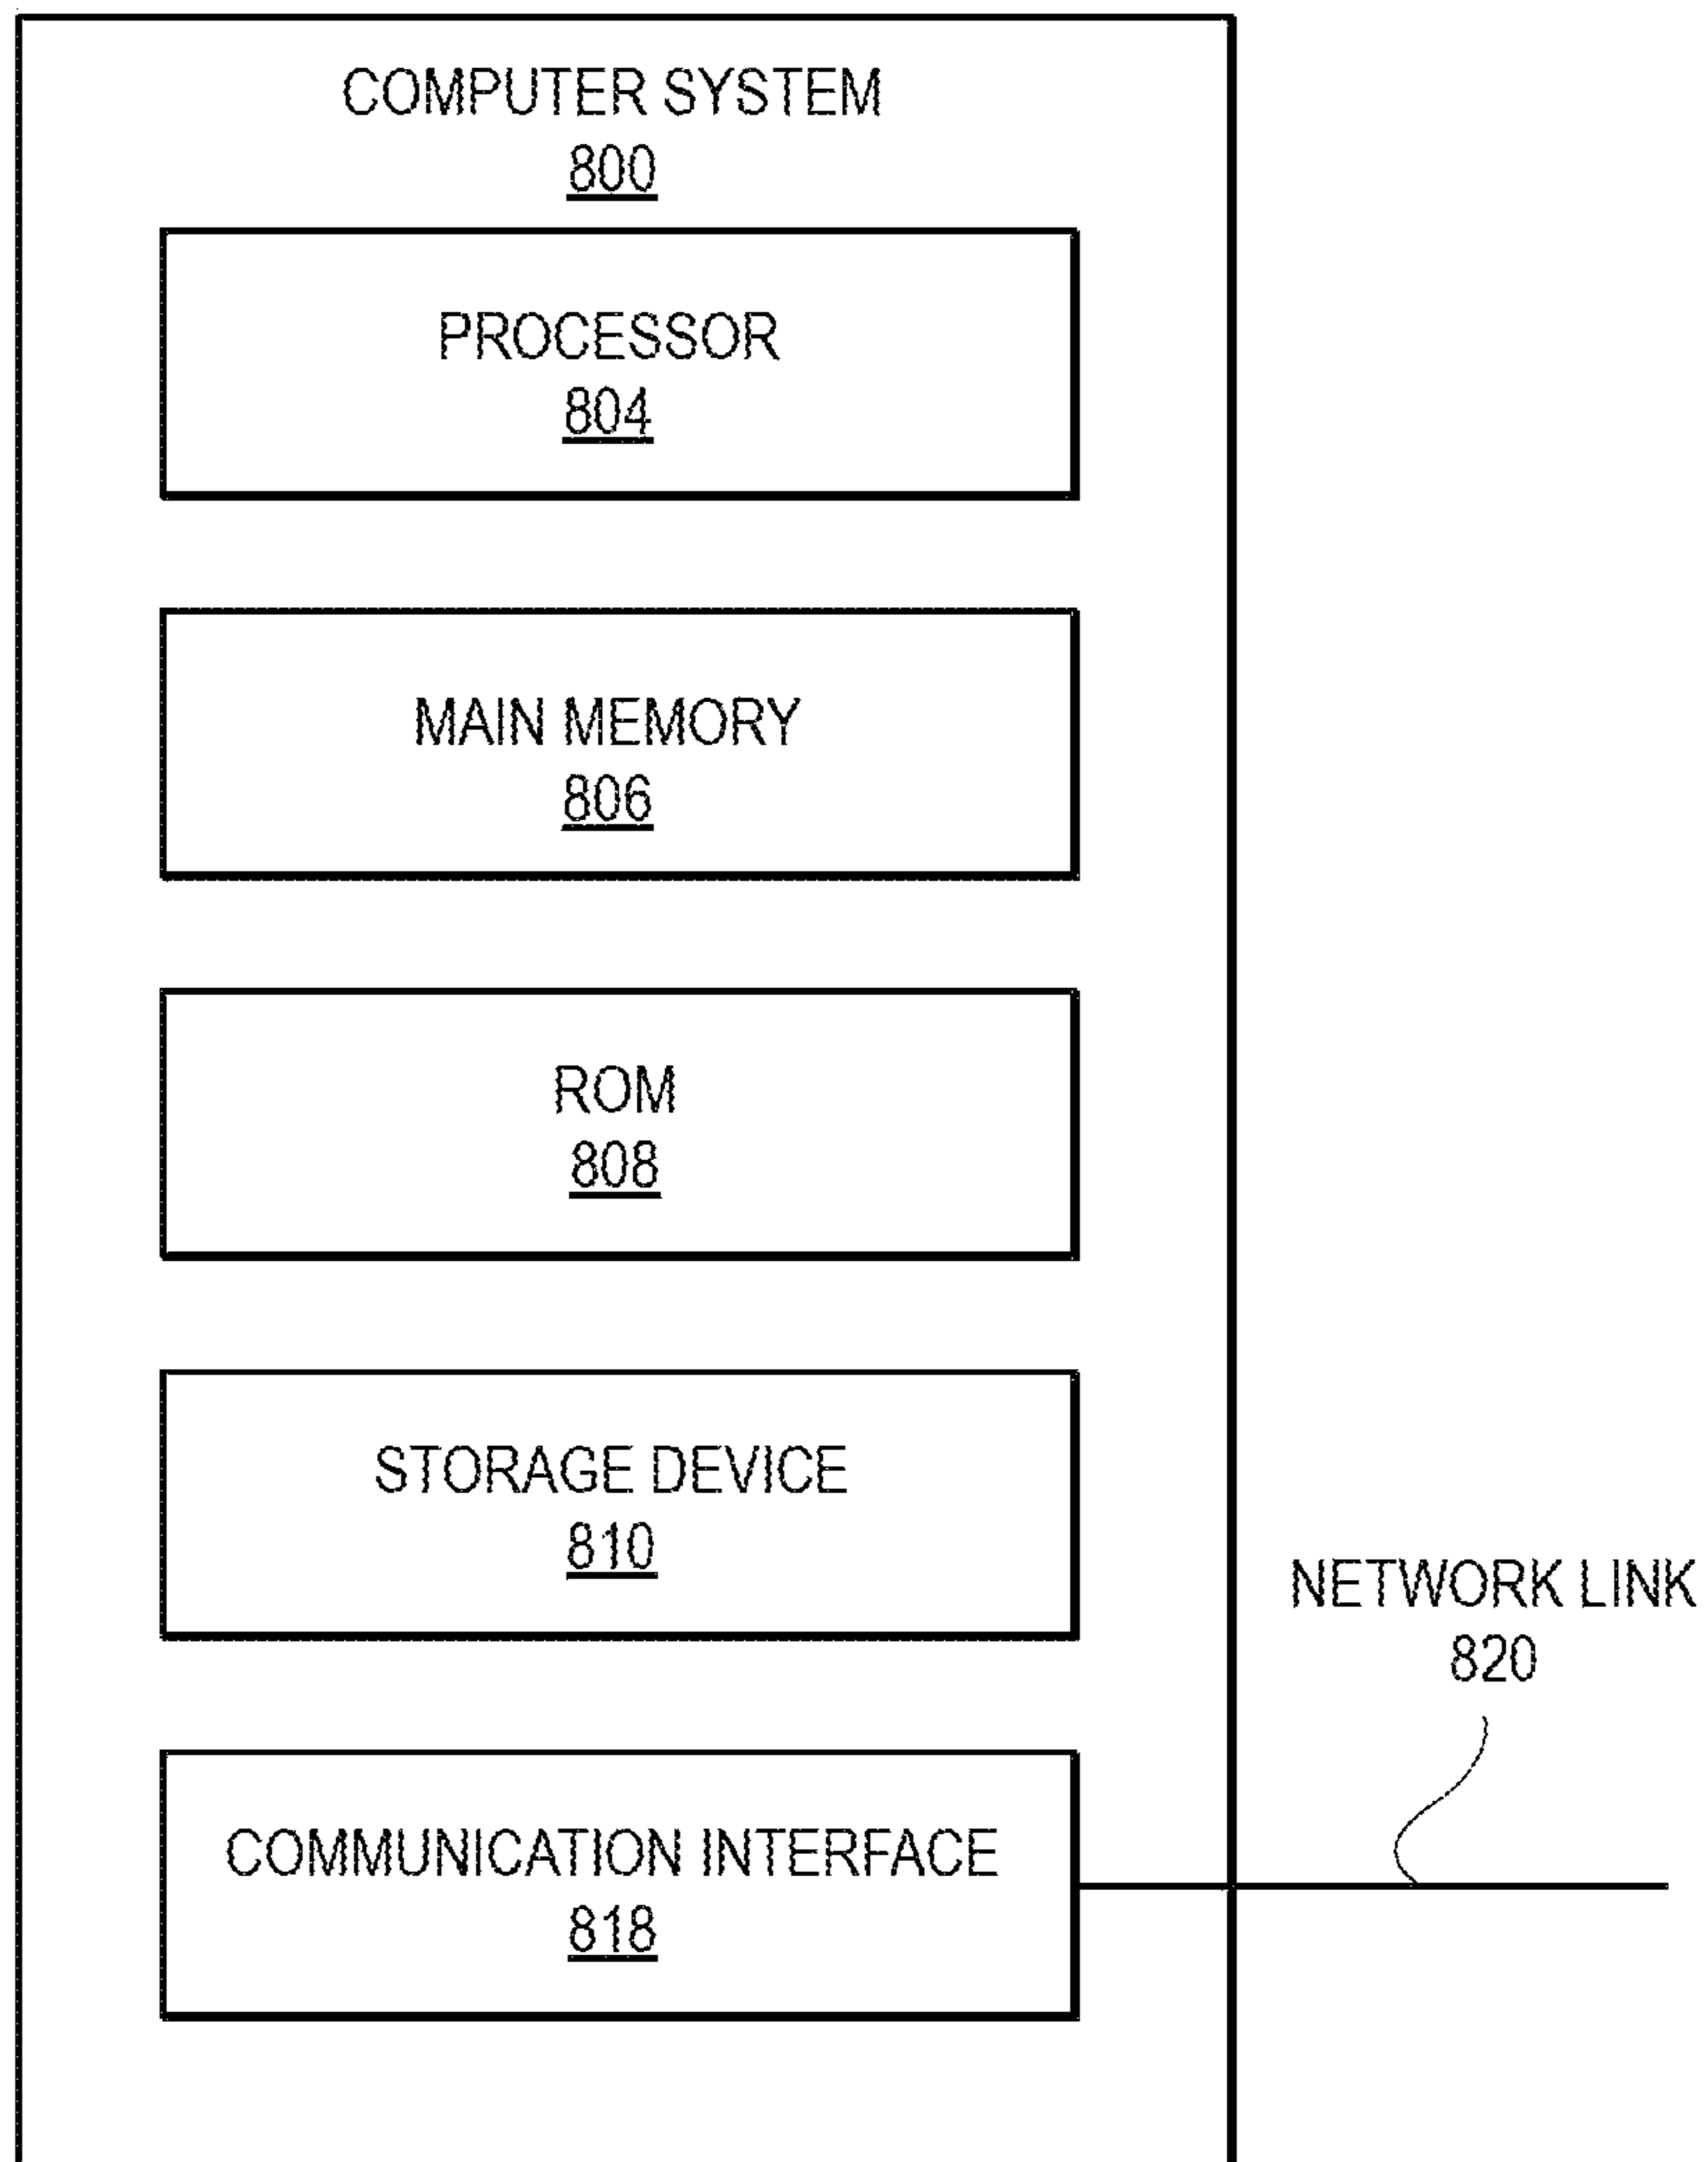 COMPUTER SYSTEM
800
PROCESSOR
804
MAIN MEMORY
806
ROM
808
STORAGE DEVICE
810
NETWORK LINK
820
COMMUNICATION INTERFACE
818